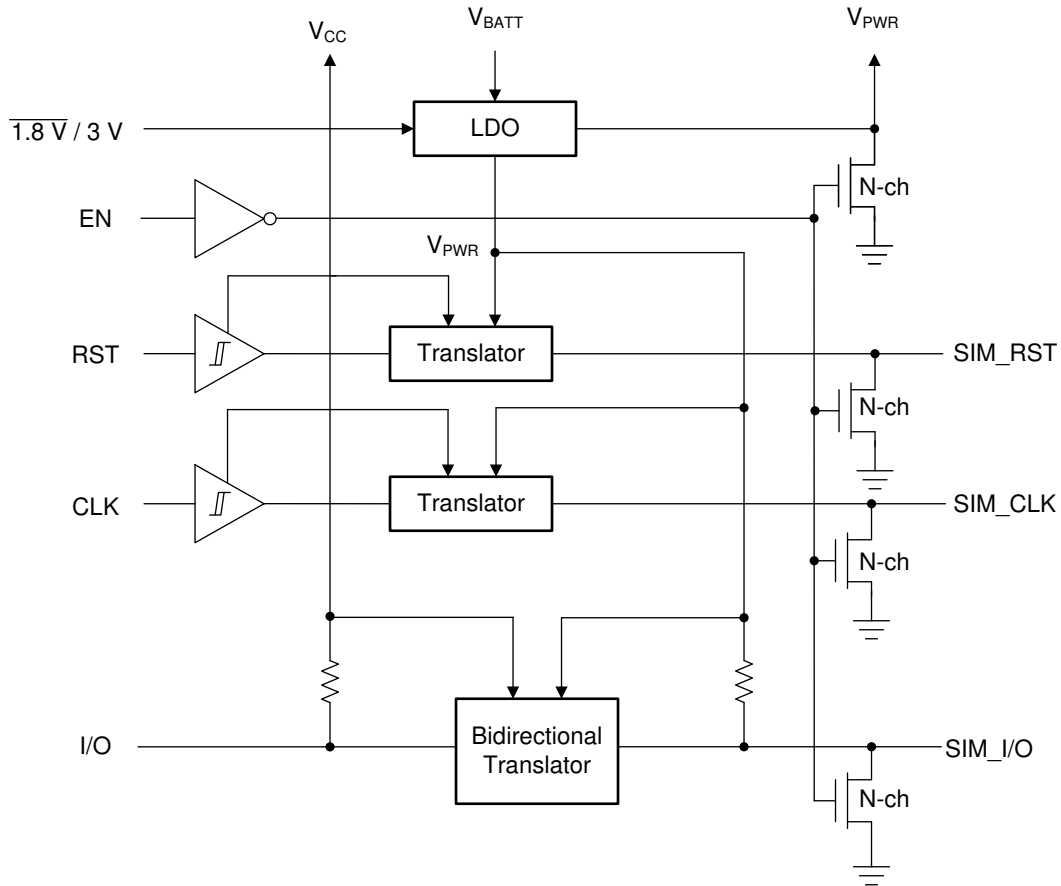 V_CC
V_BATT
V_PWR
1.8 V / 3 V
LDO
N-ch
EN
V_PWR
RST
Translator
SIM_RST
N-ch
CLK
Translator
SIM_CLK
N-ch
I/O
Bidirectional
Translator
SIM_I/O
N-ch